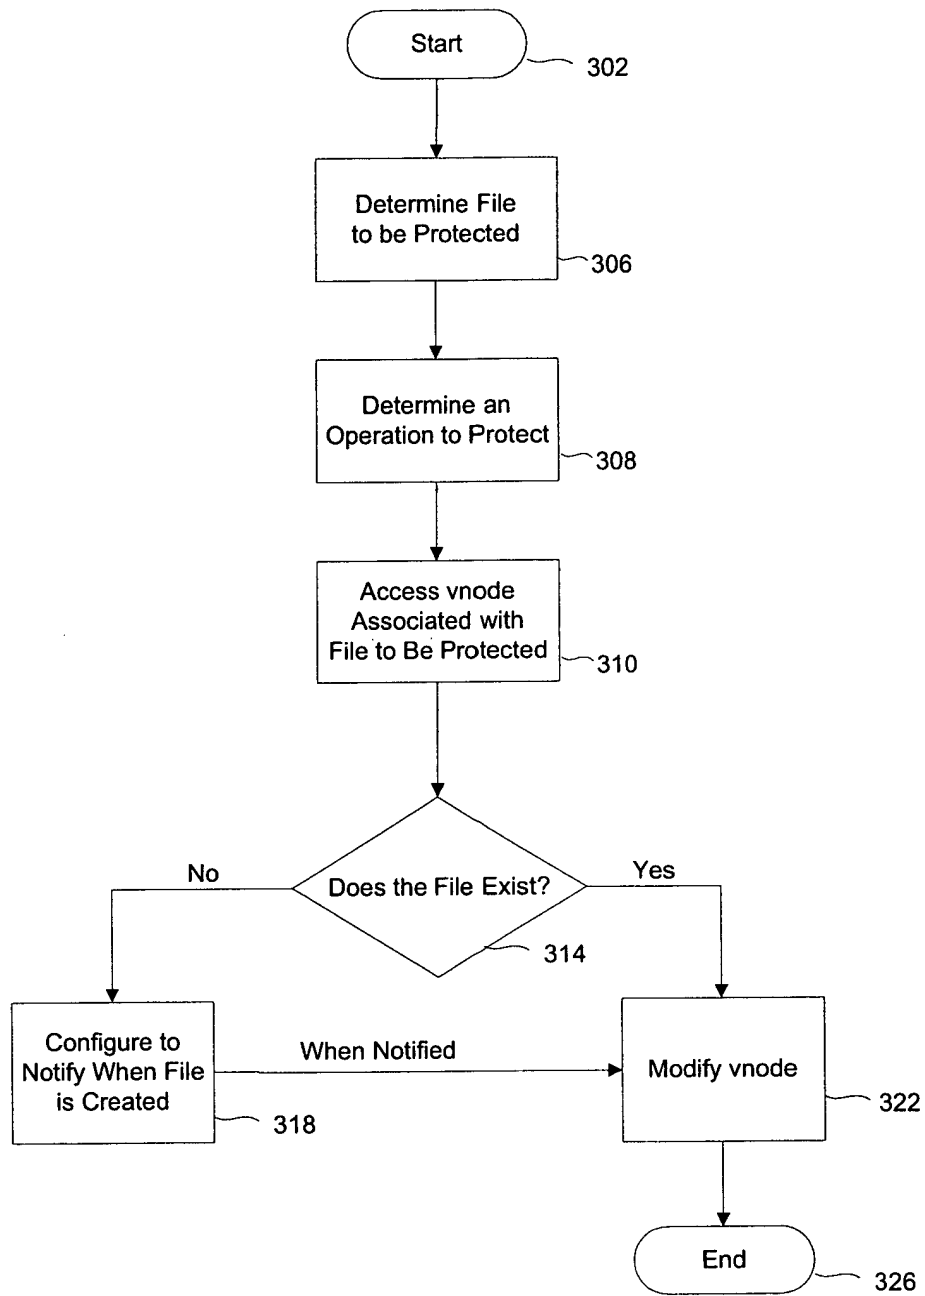 Start
302
Determine File
to be Protected
306
Determine an
Operation to Protect
308
Access vnode
Associated with
File to Be Protected
310
No
Yes
Does the File Exist?
314
Configure to
Notify When File
is Created
318
When Notified
Modify vnode
322
End
326